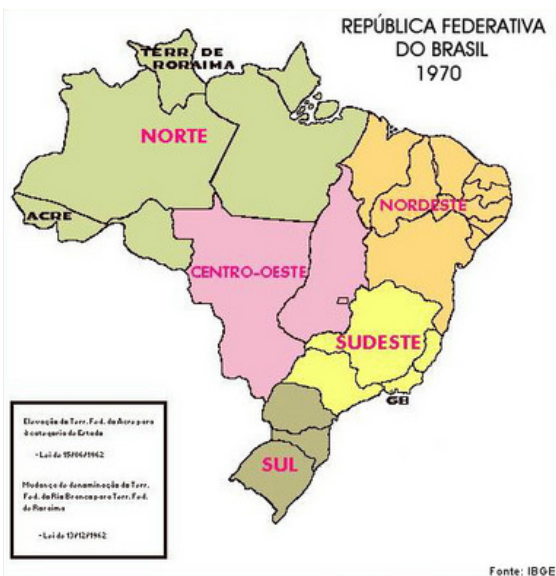 REPÚBLICA FEDERATIVA
DO BRASIL
1970
TERR. DE
RORAIMA
NORTE
ACRE
NORDESTE
CENTRO-OESTE
SUDESTE
GB
SUL
Elevação do Terr. Fed. do Acre para
à categoria de Estado
- Lei de 15/06/1962
Mudança de denominação do Terr.
Fed. do Rio Branco para Terr. Fed.
de Roraima
- Lei de 13/12/1962
Fonte: IBGE